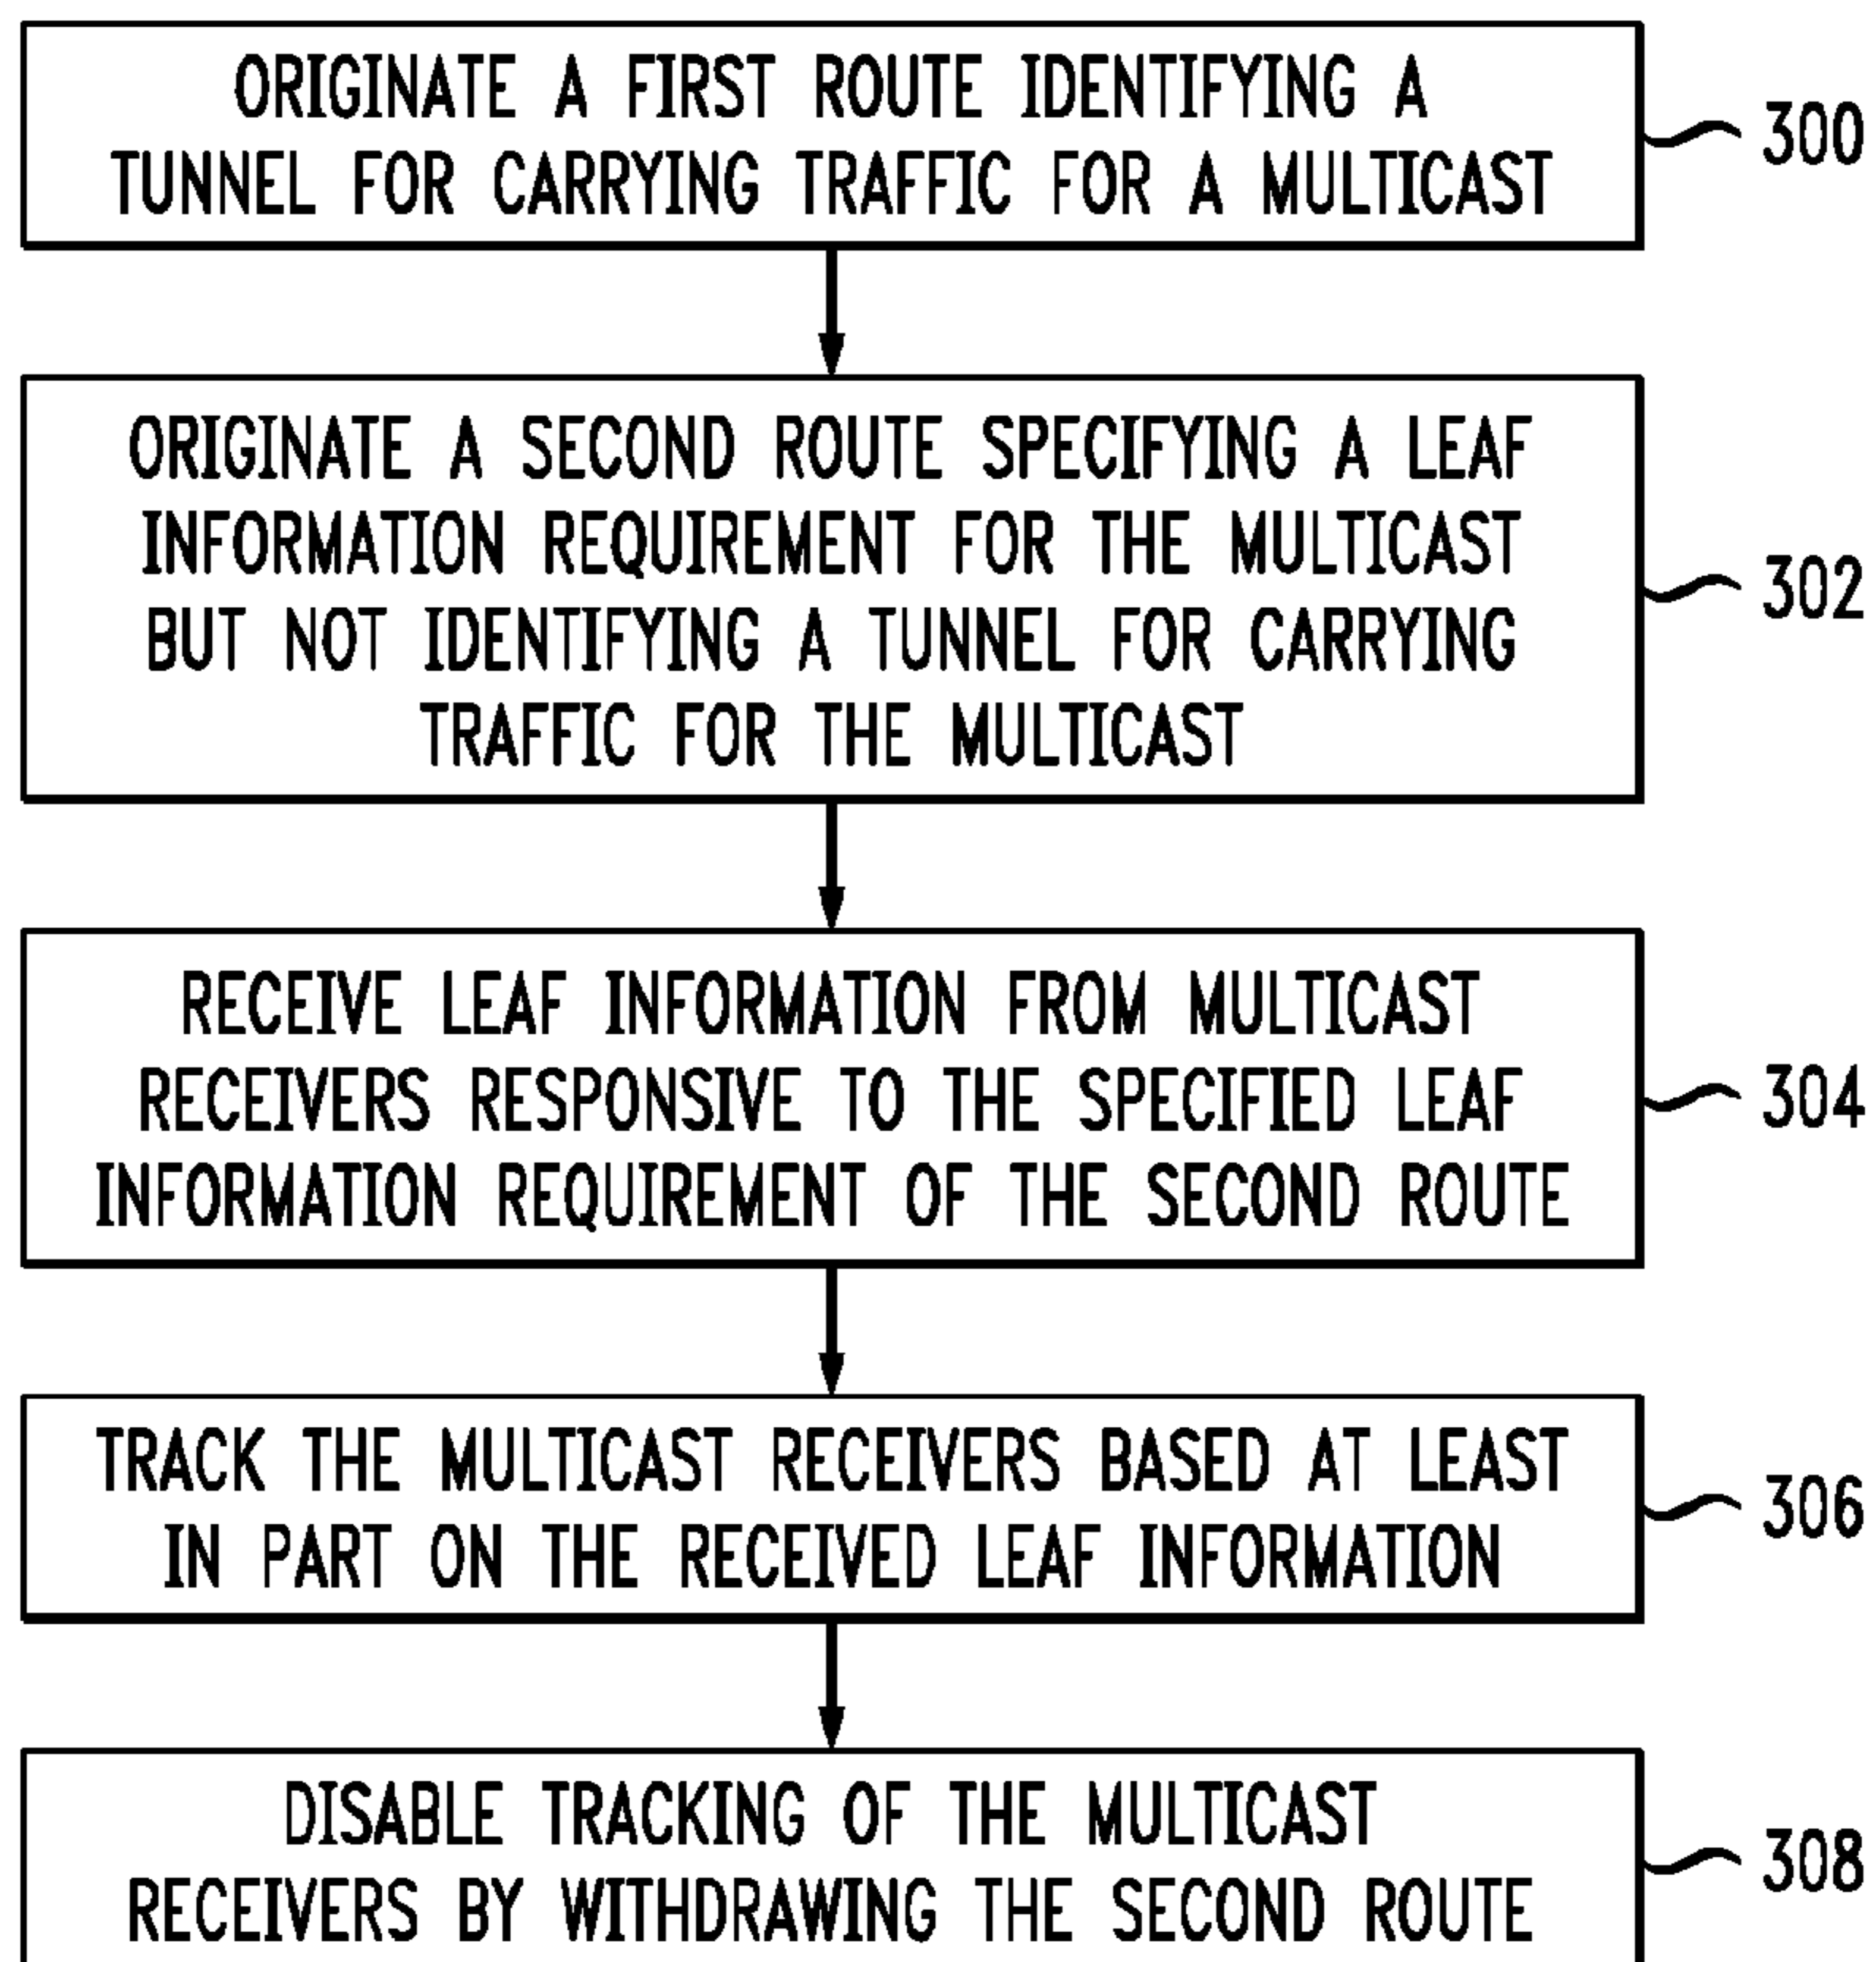 ORIGINATE A FIRST ROUTE IDENTIFYING A
TUNNEL FOR CARRYING TRAFFIC FOR A MULTICAST
300
ORIGINATE A SECOND ROUTE SPECIFYING A LEAF
INFORMATION REQUIREMENT FOR THE MULTICAST
BUT NOT IDENTIFYING A TUNNEL FOR CARRYING
TRAFFIC FOR THE MULTICAST
302
RECEIVE LEAF INFORMATION FROM MULTICAST
RECEIVERS RESPONSIVE TO THE SPECIFIED LEAF
INFORMATION REQUIREMENT OF THE SECOND ROUTE
304
TRACK THE MULTICAST RECEIVERS BASED AT LEAST
IN PART ON THE RECEIVED LEAF INFORMATION
306
DISABLE TRACKING OF THE MULTICAST
RECEIVERS BY WITHDRAWING THE SECOND ROUTE
308